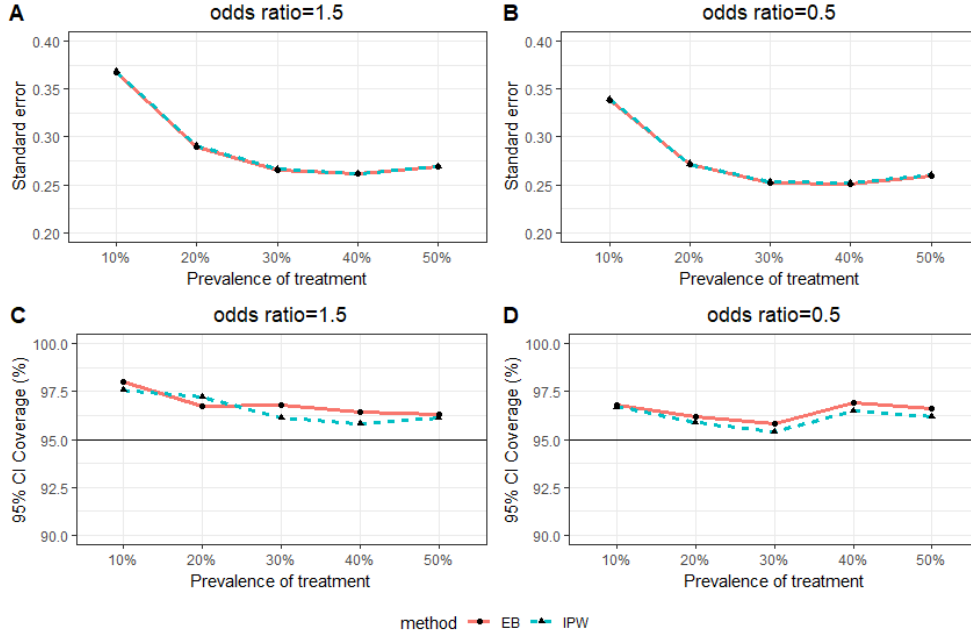 A
odds ratio=1.5
Standard error
0.40
0.35
0.30
0.25
0.20
10% 20% 30% 40% 50%
Prevalence of treatment
B
odds ratio=0.5
Standard error
0.40
0.35
0.30
0.25
0.20
10% 20% 30% 40% 50%
Prevalence of treatment
C
odds ratio=1.5
95% CI Coverage (%)
100.0
97.5
95.0
92.5
90.0
10% 20% 30% 40% 50%
Prevalence of treatment
D
odds ratio=0.5
95% CI Coverage (%)
100.0
97.5
95.0
92.5
90.0
10% 20% 30% 40% 50%
Prevalence of treatment
method EB IPW